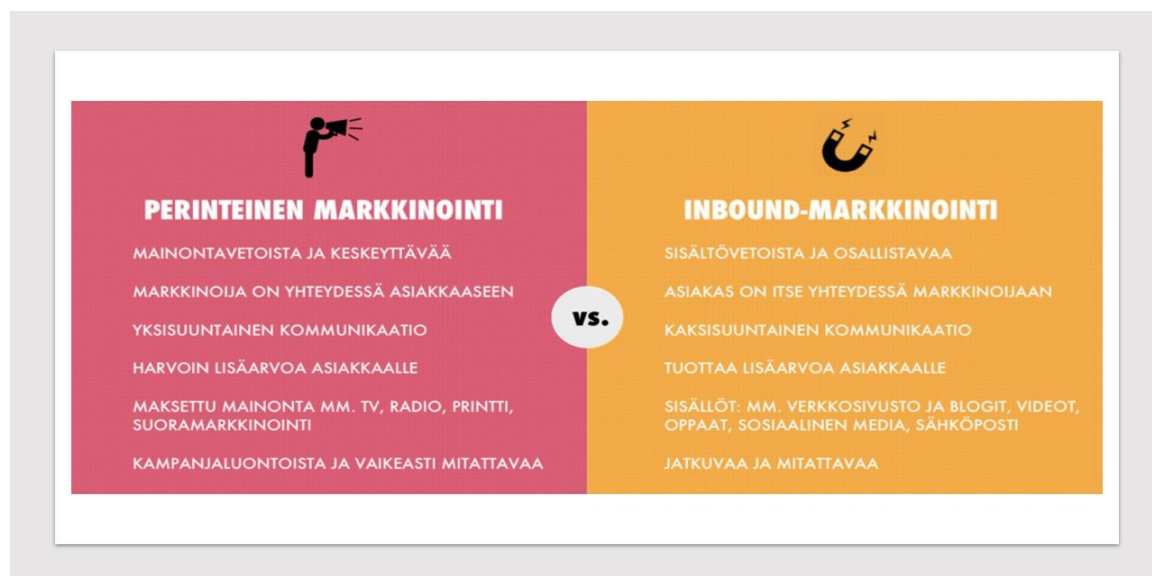 PERINTEINEN MARKKINOINTI
MAINONTAVETOISTA JA KESKEYTTÄVÄÄ
MARKKINOIJA ON YHTEYDESSÄ ASIAKKAASEEN
YKSISUUNTAINEN KOMMUNIKAATIO
HARVOIN LISÄARVOA ASIAKKAALLE
MAKSETTU MAINONTA MM. TV, RADIO, PRINTTI,
SUORAMARKKINOINTI
KAMPANJALUONTOISTA JA VAIKEASTI MITATTAVAA
vs.
INBOUND-MARKKINOINTI
SISÄLTÖVETOISTA JA OSALLISTAVAA
ASIAKAS ON ITSE YHTEYDESSÄ MARKKINOIJAAN
KAKSISUUNTAINEN KOMMUNIKAATIO
TUOTTAA LISÄARVOA ASIAKKAALLE
SISÄLLÖT: MM. VERKKOSIVUSTO JA BLOGIT, VIDEOT,
OPPAAT, SOSIAALINEN MEDIA, SÄHKÖPOSTI
JATKUVAA JA MITATTAVAA